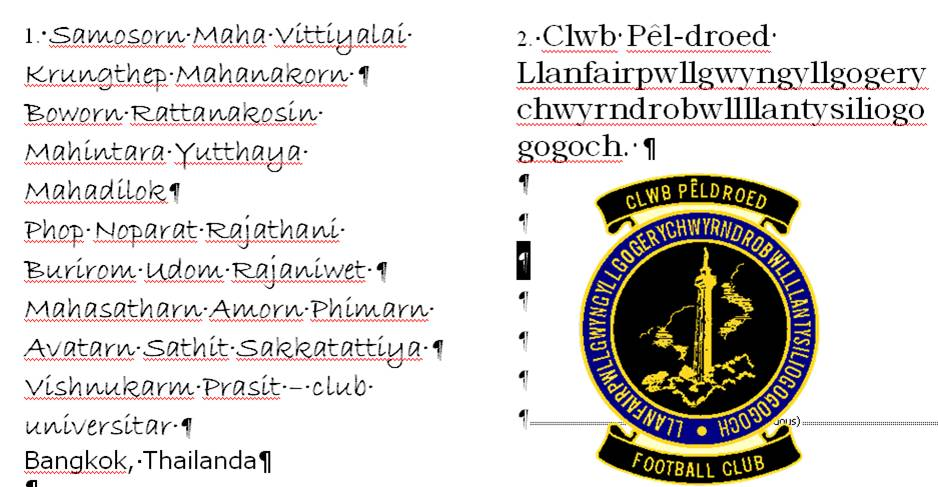 1. Samosorn Maha Vittiyalai
Krungthep Mahanakorn ¶
Boworn Rattanakosin
Mahintara Yutthaya
Mahadilok¶
Phop Noparat Rajathani
Burirom Udom Rajaniwet ¶
Mahasatharn Amorn Phimarn
Avatarn Sathit Sakkatattiya ¶
Vishnukarm Prasit – club
universitar ¶
Bangkok, Thailanda¶
¶
2. Clwb Pêl-droed
Llanfairpwllgwyngyllgogery
chwyrndrobwllllantysiliogo
gogoch. ¶
¶
¶
¶
¶
¶
¶
¶
CLWB PÊLDROED
LLANFAIRPWLLGWYNGYLLGOGERYCHWYRNDROBWLLLLANTYSILIOGOGOGOCH
FOOTBALL CLUB